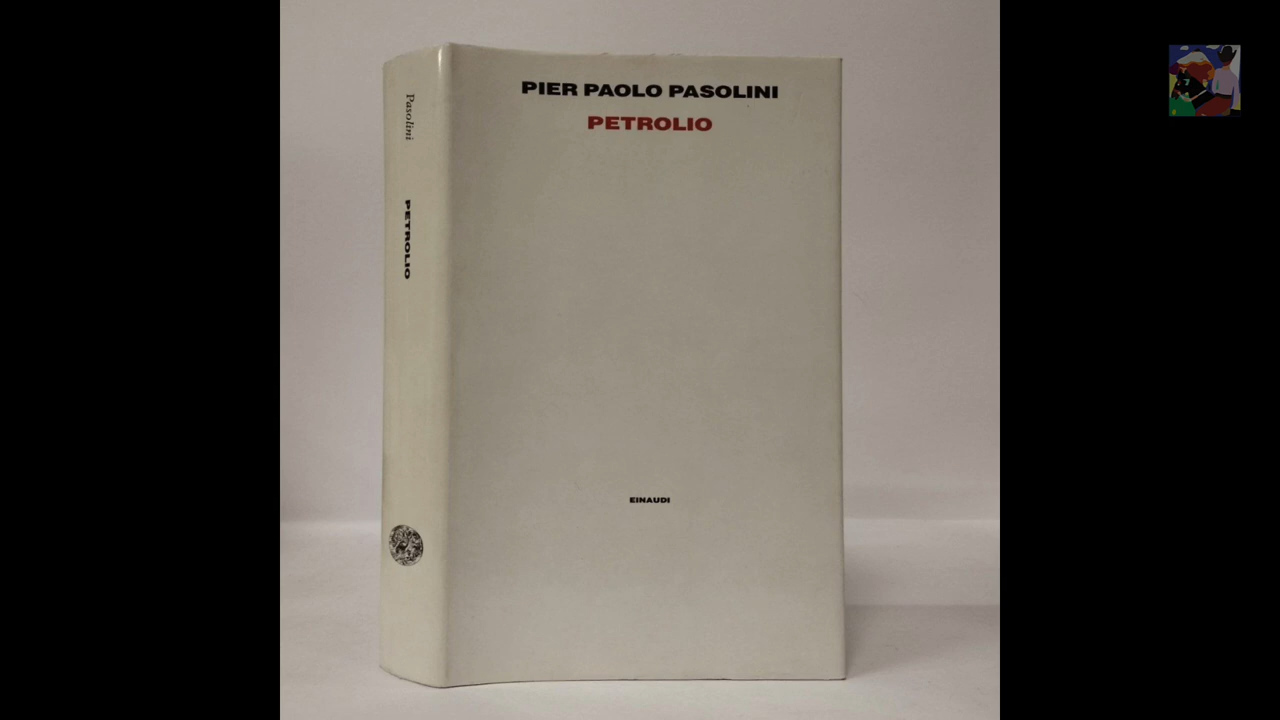 PIER PAOLO PASOLINI
PETROLIO
EINAUDI
Pasolini
PETROLIO